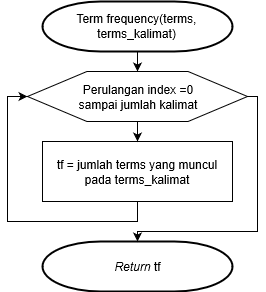 Term frequency(terms,
terms_kalimat)
Perulangan index =0
sampai jumlah kalimat
tf = jumlah terms yang muncul
pada terms_kalimat
Return tf